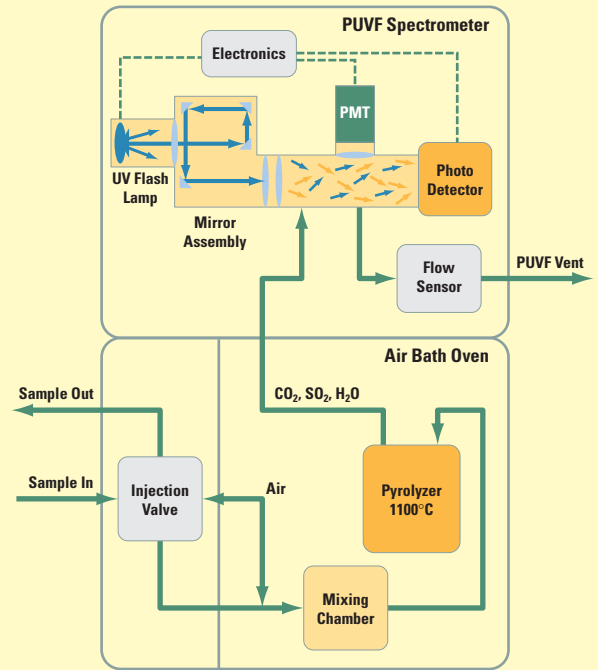 PUVF Spectrometer
Electronics
PMT
UV Flash
Lamp
Photo
Detector
Mirror
Assembly
Flow
Sensor
PUVF Vent
Air Bath Oven
Sample Out
CO₂, SO₂, H₂O
Sample In
Injection
Valve
Air
Pyrolyzer
1100°C
Mixing
Chamber